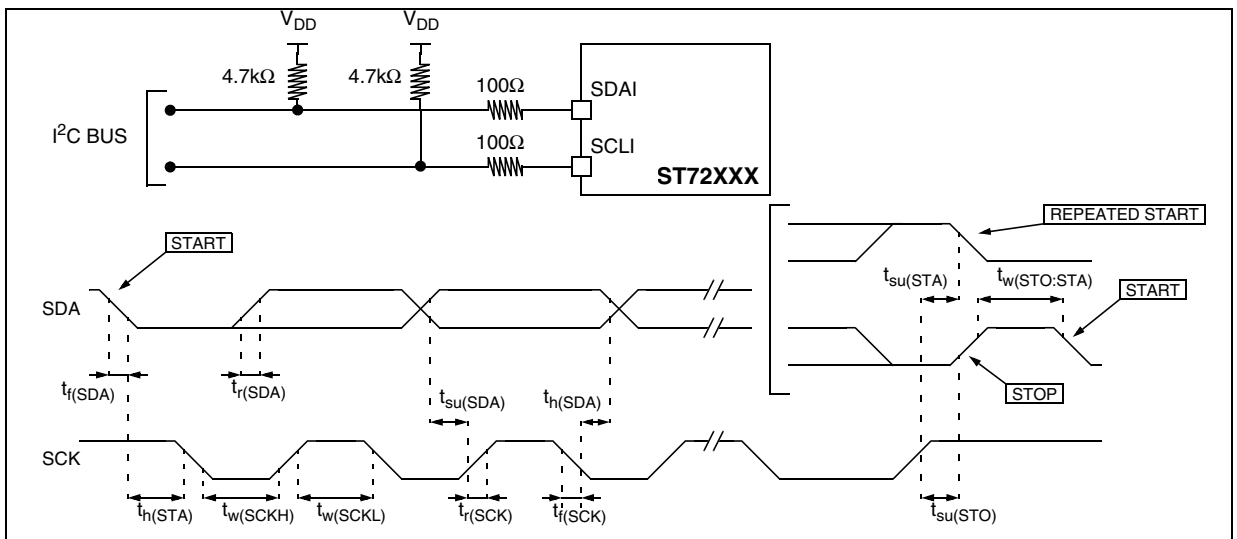 VDD VDD
4.7kΩ 4.7kΩ
100Ω SDAI
I²C BUS
100Ω SCLI
ST72XXX
REPEATED START
START
tsu(STA) tw(STO:STA)
START
SDA
tf(SDA) tr(SDA)
tsu(SDA) th(SDA)
STOP
SCK
th(STA) tw(SCKH) tw(SCKL) tr(SCK) tf(SCK) tsu(STO)